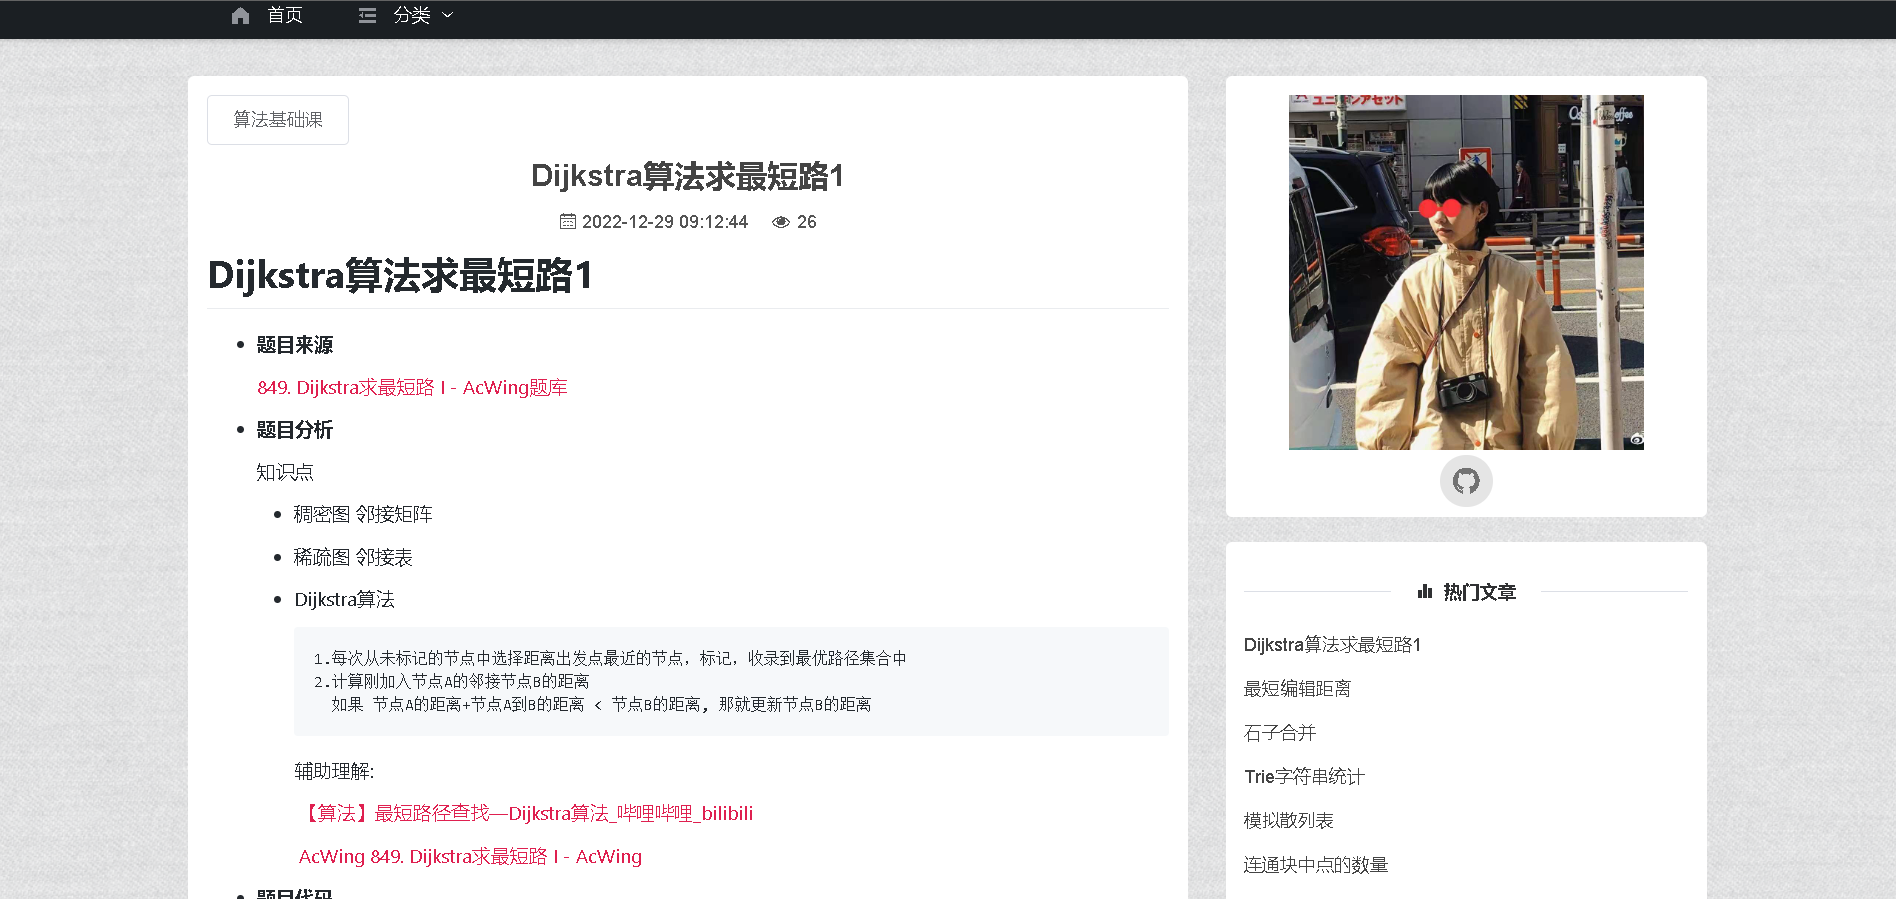 首页
分类
算法基础课
Dijkstra算法求最短路1
2022-12-29 09:12:44 26
Dijkstra算法求最短路1
题目来源
849. Dijkstra求最短路 I - AcWing题库
题目分析
知识点
稠密图 邻接矩阵
稀疏图 邻接表
Dijkstra算法
1.每次从未标记的节点中选择距离出发点最近的节点，标记，收录到最优路径集合中
2.计算刚加入节点A的邻接节点B的距离
如果 节点A的距离+节点A到B的距离 < 节点B的距离，那就更新节点B的距离
辅助理解:
【算法】最短路径查找—Dijkstra算法_哔哩哔哩_bilibili
AcWing 849. Dijkstra求最短路 I - AcWing
题目代码
热门文章
Dijkstra算法求最短路1
最短编辑距离
石子合并
Trie字符串统计
模拟散列表
连通块中点的数量